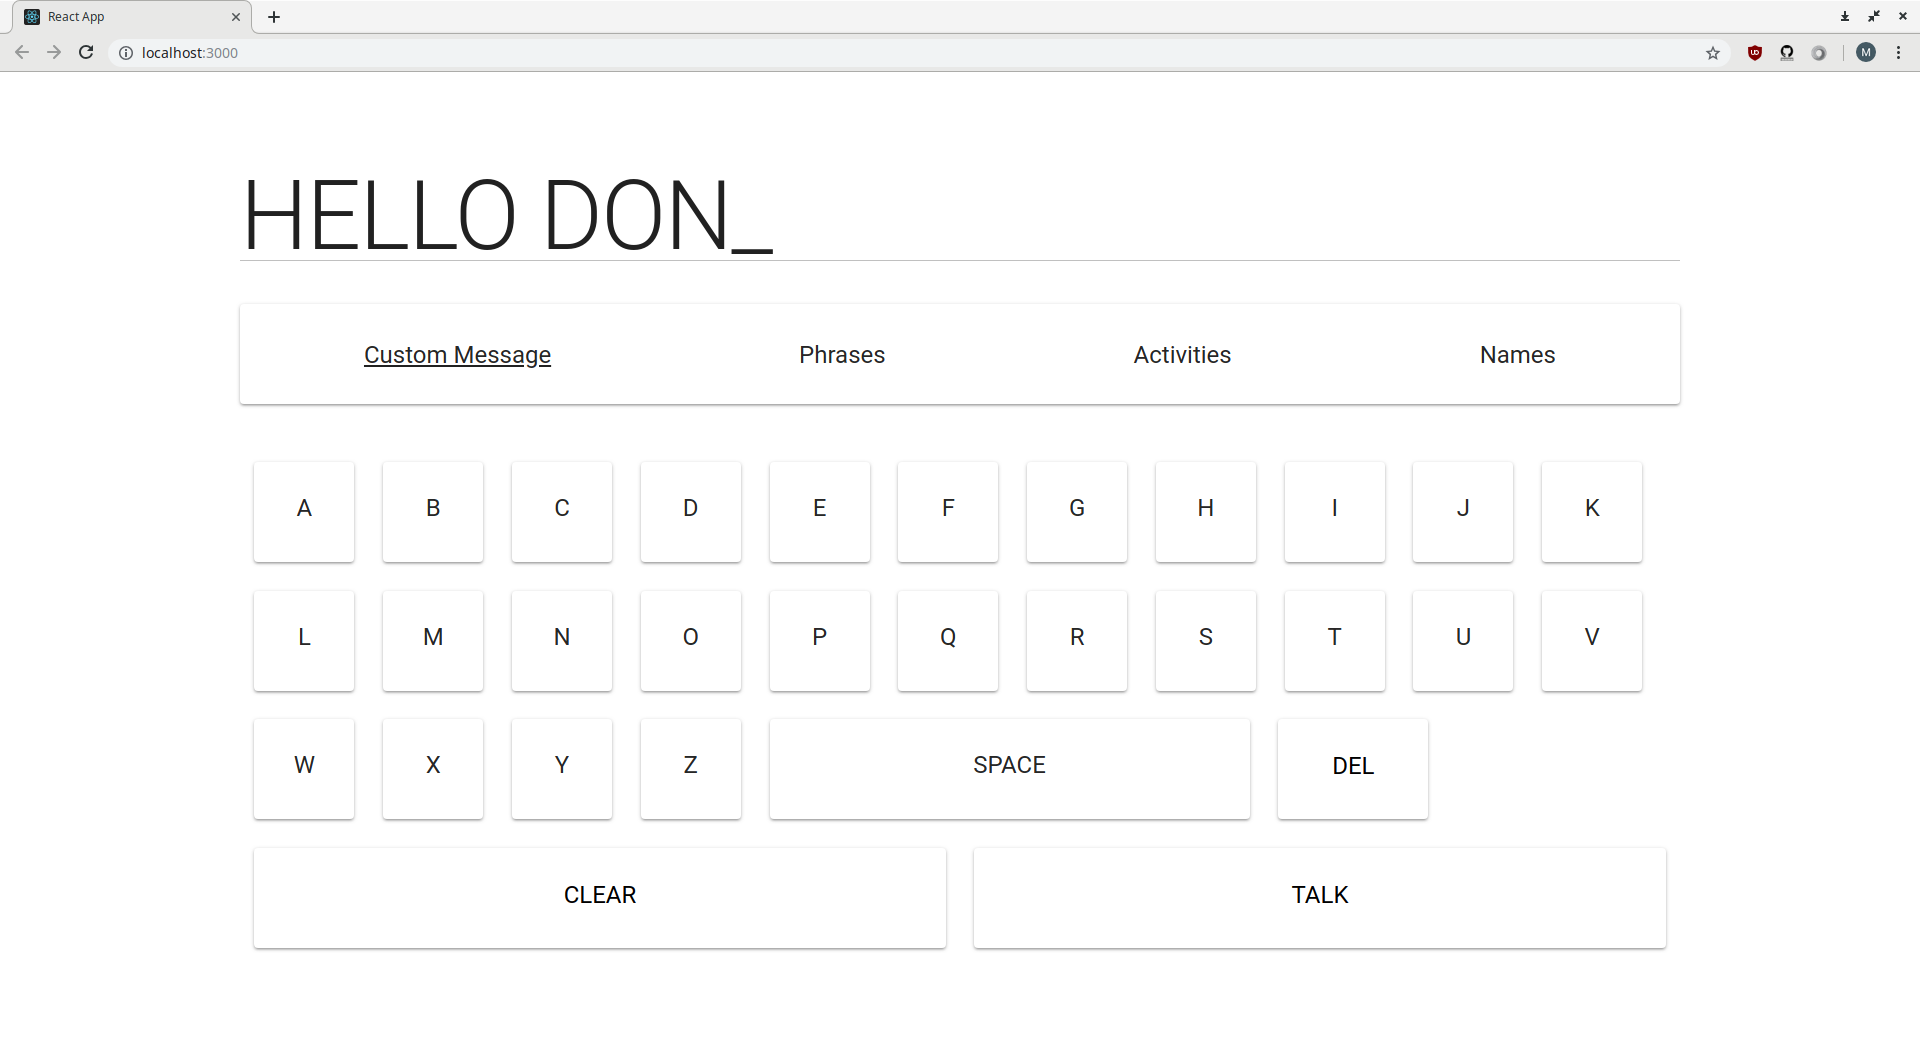 React App
localhost:3000
M
HELLO DON_
Custom Message Phrases Activities Names
A B C D E F G H I J K
L M N O P Q R S T U V
W X Y Z SPACE DEL
CLEAR TALK